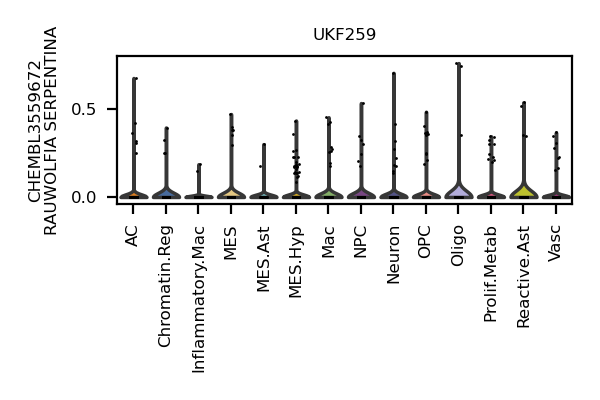 UKF259
CHEMBL3559672
RAUWOLFIA SERPENTINA
0.5
0.0
AC
Chromatin.Reg
Inflammatory.Mac
MES
MES.Ast
MES.Hyp
Mac
NPC
Neuron
OPC
Oligo
Prolif.Metab
Reactive.Ast
Vasc